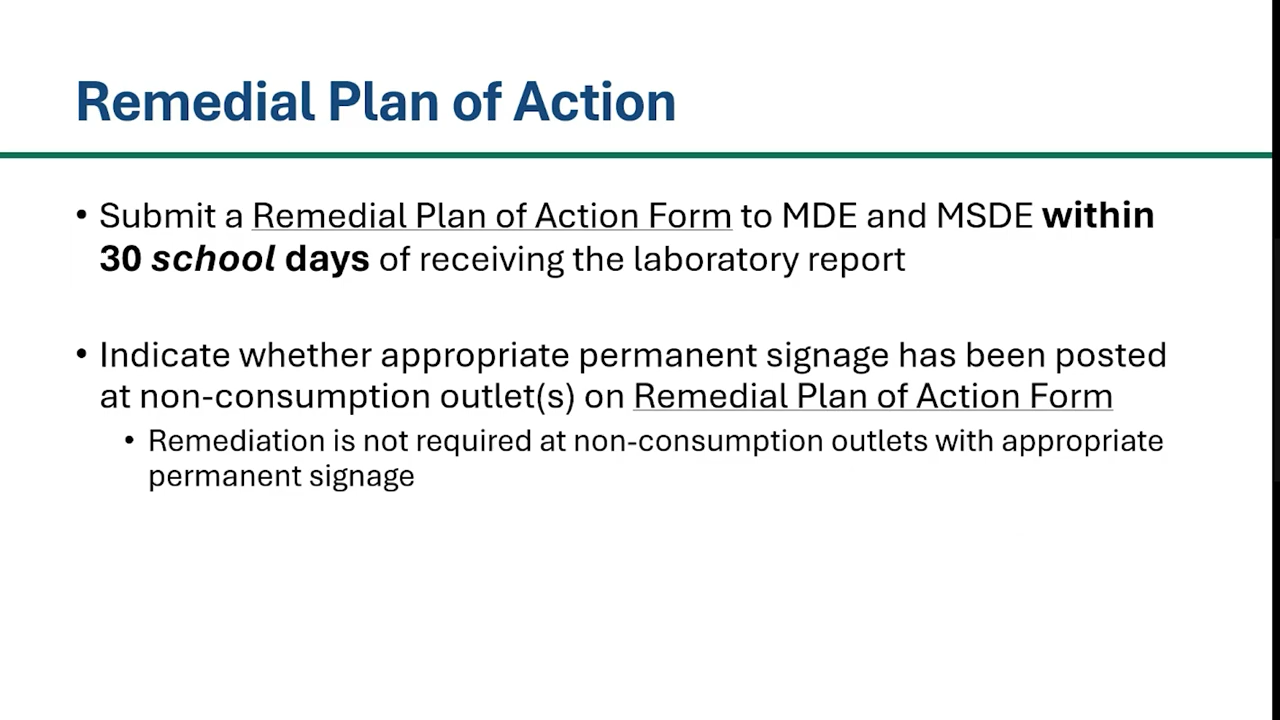 Remedial Plan of Action
• Submit a Remedial Plan of Action Form to MDE and MSDE within
30 school days of receiving the laboratory report
• Indicate whether appropriate permanent signage has been posted
at non-consumption outlet(s) on Remedial Plan of Action Form
• Remediation is not required at non-consumption outlets with appropriate
permanent signage